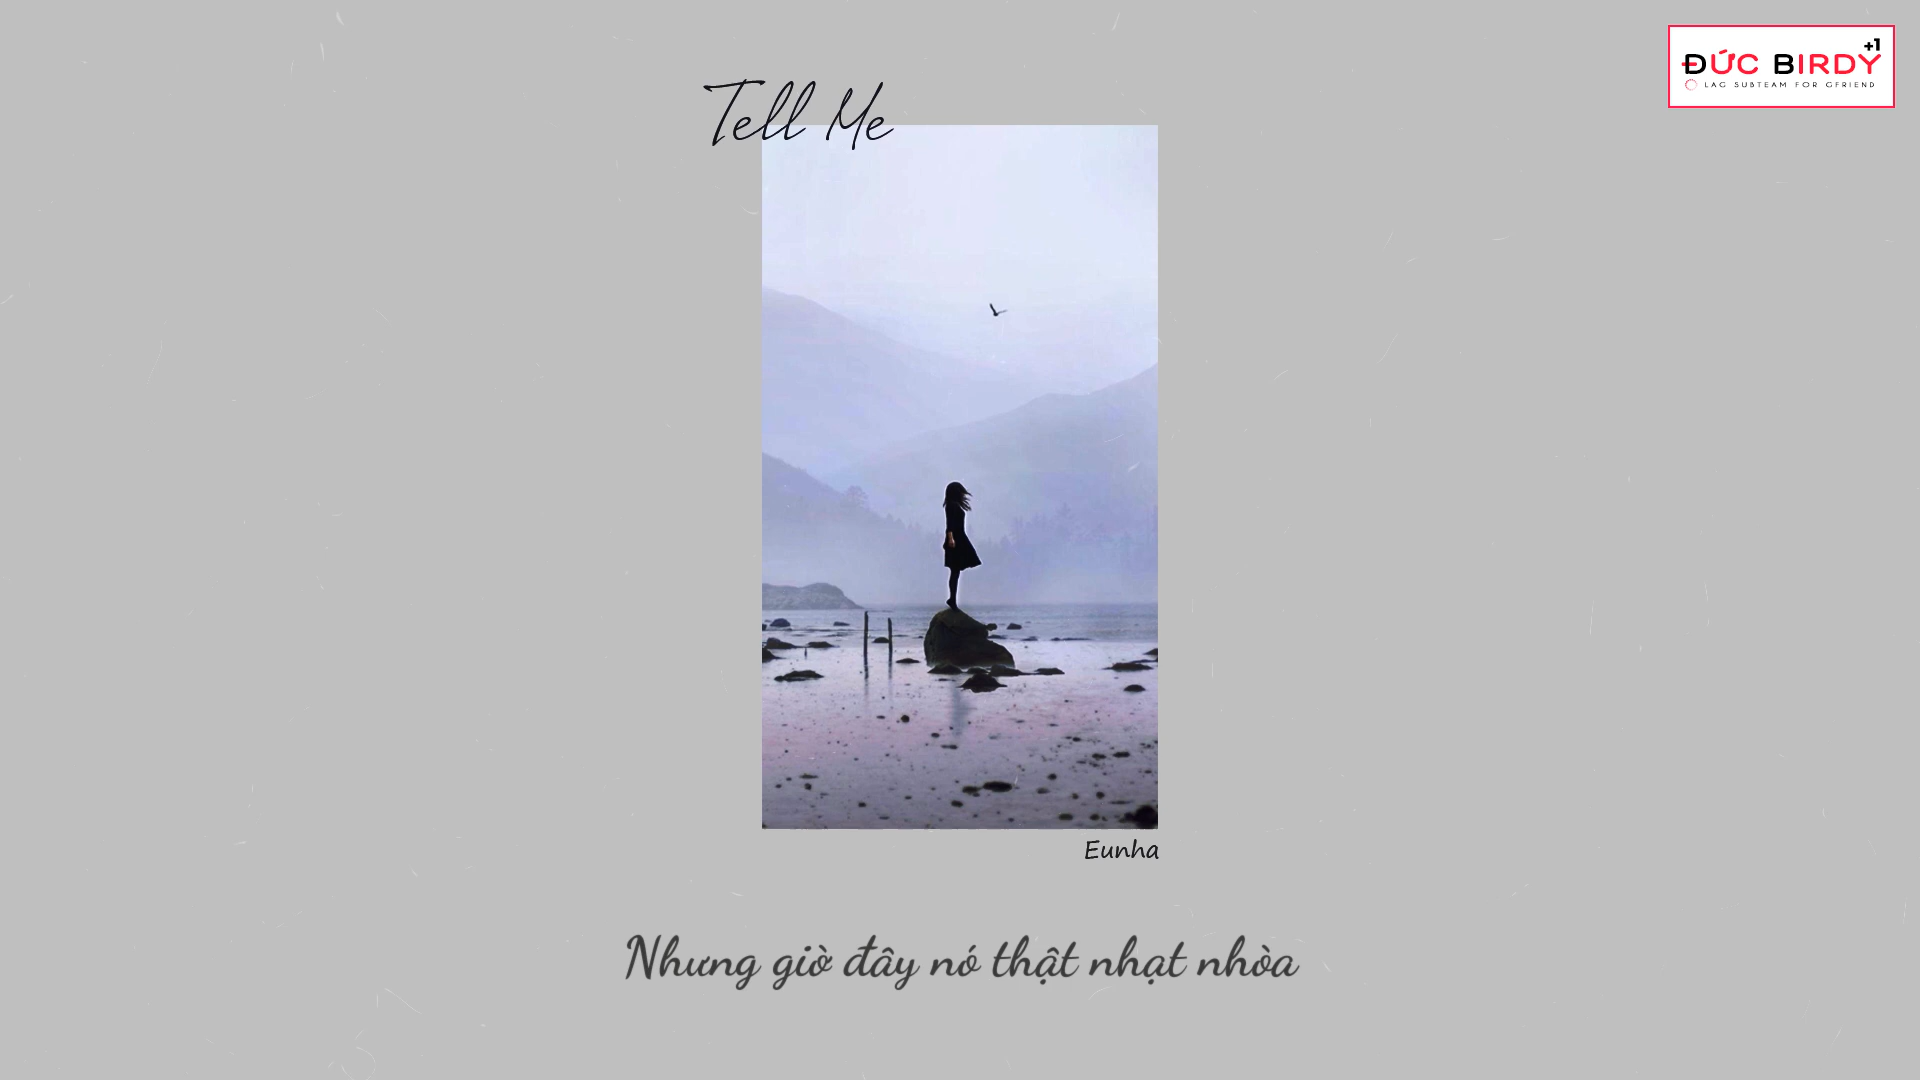 Tell Me
+1
ĐỨC BIRDY
LAG SUBTEAM FOR GFRIEND
Eunha
Nhưng giờ đây nó thật nhạt nhòa